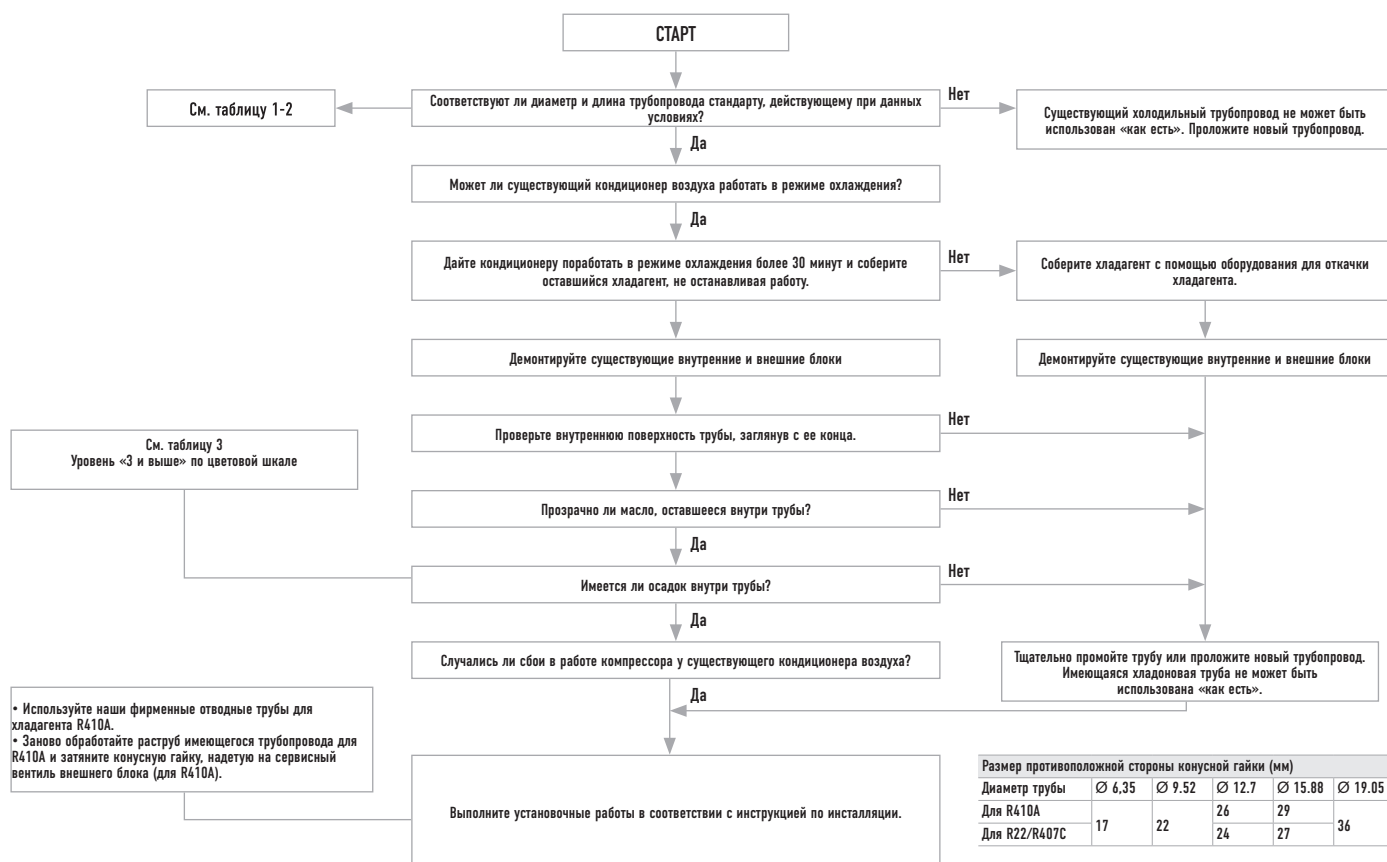 СТАРТ
См. таблицу 1-2
Соответствуют ли диаметр и длина трубопровода стандарту, действующему при данных
условиях?
Нет
Существующий холодильный трубопровод не может быть
использован «как есть». Проложите новый трубопровод.
Да
Может ли существующий кондиционер воздуха работать в режиме охлаждения?
Да
Дайте кондиционеру поработать в режиме охлаждения более 30 минут и соберите
оставшийся хладагент, не останавливая работу.
Нет
Соберите хладагент с помощью оборудования для откачки
хладагента.
Демонтируйте существующие внутренние и внешние блоки
Демонтируйте существующие внутренние и внешние блоки
Проверьте внутреннюю поверхность трубы, заглянув с ее конца.
Нет
См. таблицу 3
Уровень «3 и выше» по цветовой шкале
Прозрачно ли масло, оставшееся внутри трубы?
Нет
Да
Имеется ли осадок внутри трубы?
Нет
Да
Случались ли сбои в работе компрессора у существующего кондиционера воздуха?
Тщательно промойте трубу или проложите новый трубопровод.
Имеющаяся хладоновая труба не может быть
использована «как есть».
Да
• Используйте наши фирменные отводные трубы для
хладагента R410A.
• Заново обработайте раструб имеющегося трубопровода для
R410A и затяните конусную гайку, надетую на сервисный
вентиль внешнего блока (для R410A).
Выполните установочные работы в соответствии с инструкцией по инсталляции.
Размер противоположной стороны конусной гайки (мм)
Диаметр трубы Ø 6,35 Ø 9.52 Ø 12.7 Ø 15.88 Ø 19.05
Для R410A 17 22 26 29 36
Для R22/R407C 24 27